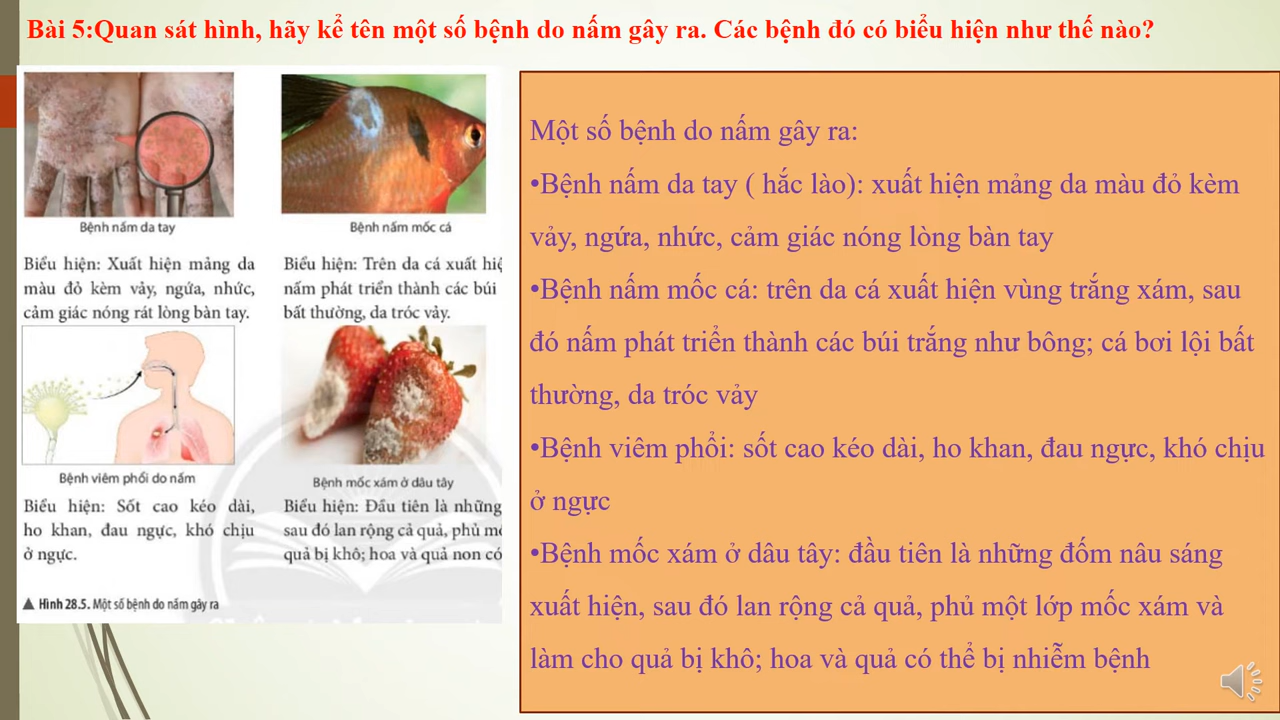 Bài 5:Quan sát hình, hãy kể tên một số bệnh do nấm gây ra. Các bệnh đó có biểu hiện như thế nào?
Bệnh nấm da tay
Biểu hiện: Xuất hiện mảng da
màu đỏ kèm vảy, ngứa, nhức,
cảm giác nóng rát lòng bàn tay.
Bệnh nấm mốc cá
Biểu hiện: Trên da cá xuất hiệ
nấm phát triển thành các búi
bất thường, da tróc vảy.
Bệnh viêm phổi do nấm
Biểu hiện: Sốt cao kéo dài,
ho khan, đau ngực, khó chịu
ở ngực.
Bệnh mốc xám ở dâu tây
Biểu hiện: Đầu tiên là những
sau đó lan rộng cả quả, phủ
quả bị khô; hoa và quả non có
▲ Hình 28.5. Một số bệnh do nấm gây ra
Một số bệnh do nấm gây ra:
•Bệnh nấm da tay ( hắc lào): xuất hiện mảng da màu đỏ kèm
vảy, ngứa, nhức, cảm giác nóng lòng bàn tay
•Bệnh nấm mốc cá: trên da cá xuất hiện vùng trắng xám, sau
đó nấm phát triển thành các búi trắng như bông; cá bơi lội bất
thường, da tróc vảy
•Bệnh viêm phổi: sốt cao kéo dài, ho khan, đau ngực, khó chịu
ở ngực
•Bệnh mốc xám ở dâu tây: đầu tiên là những đốm nâu sáng
xuất hiện, sau đó lan rộng cả quả, phủ một lớp mốc xám và
làm cho quả bị khô; hoa và quả có thể bị nhiễm bệnh